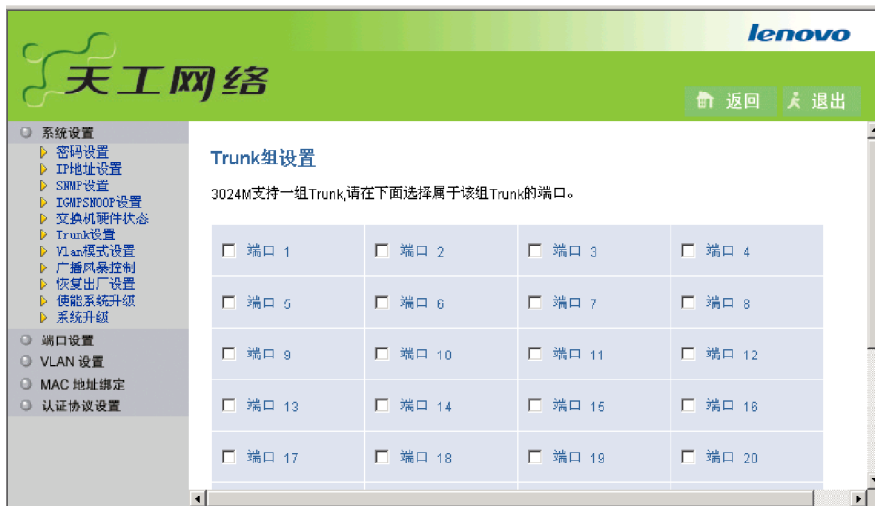 lenovo
天工网络
返回 退出
系统设置
密码设置
IP地址设置
SNMP设置
IGMPSNOOP设置
交换机硬件状态
Trunk设置
Vlan模式设置
广播风暴控制
恢复出厂设置
使能系统升级
系统升级
端口设置
VLAN 设置
MAC 地址绑定
认证协议设置
Trunk组设置
3024M支持一组Trunk,请在下面选择属于该组Trunk的端口。
端口 1 端口 2 端口 3 端口 4
端口 5 端口 6 端口 7 端口 8
端口 9 端口 10 端口 11 端口 12
端口 13 端口 14 端口 15 端口 16
端口 17 端口 18 端口 19 端口 20